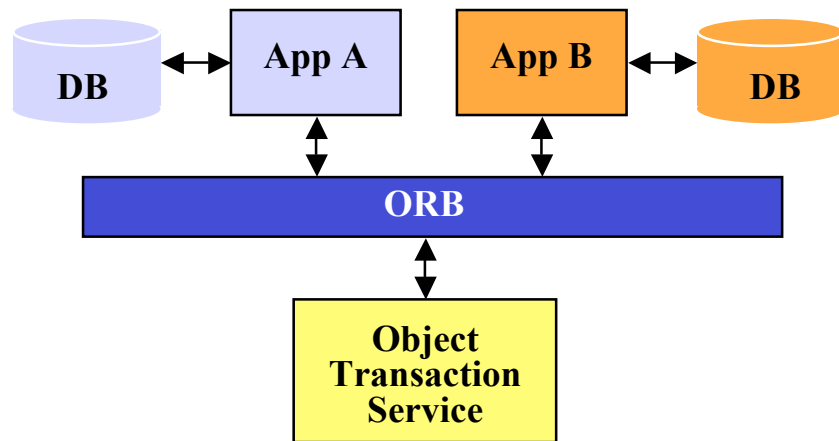 DB
App A
App B
DB
ORB
Object
Transaction
Service